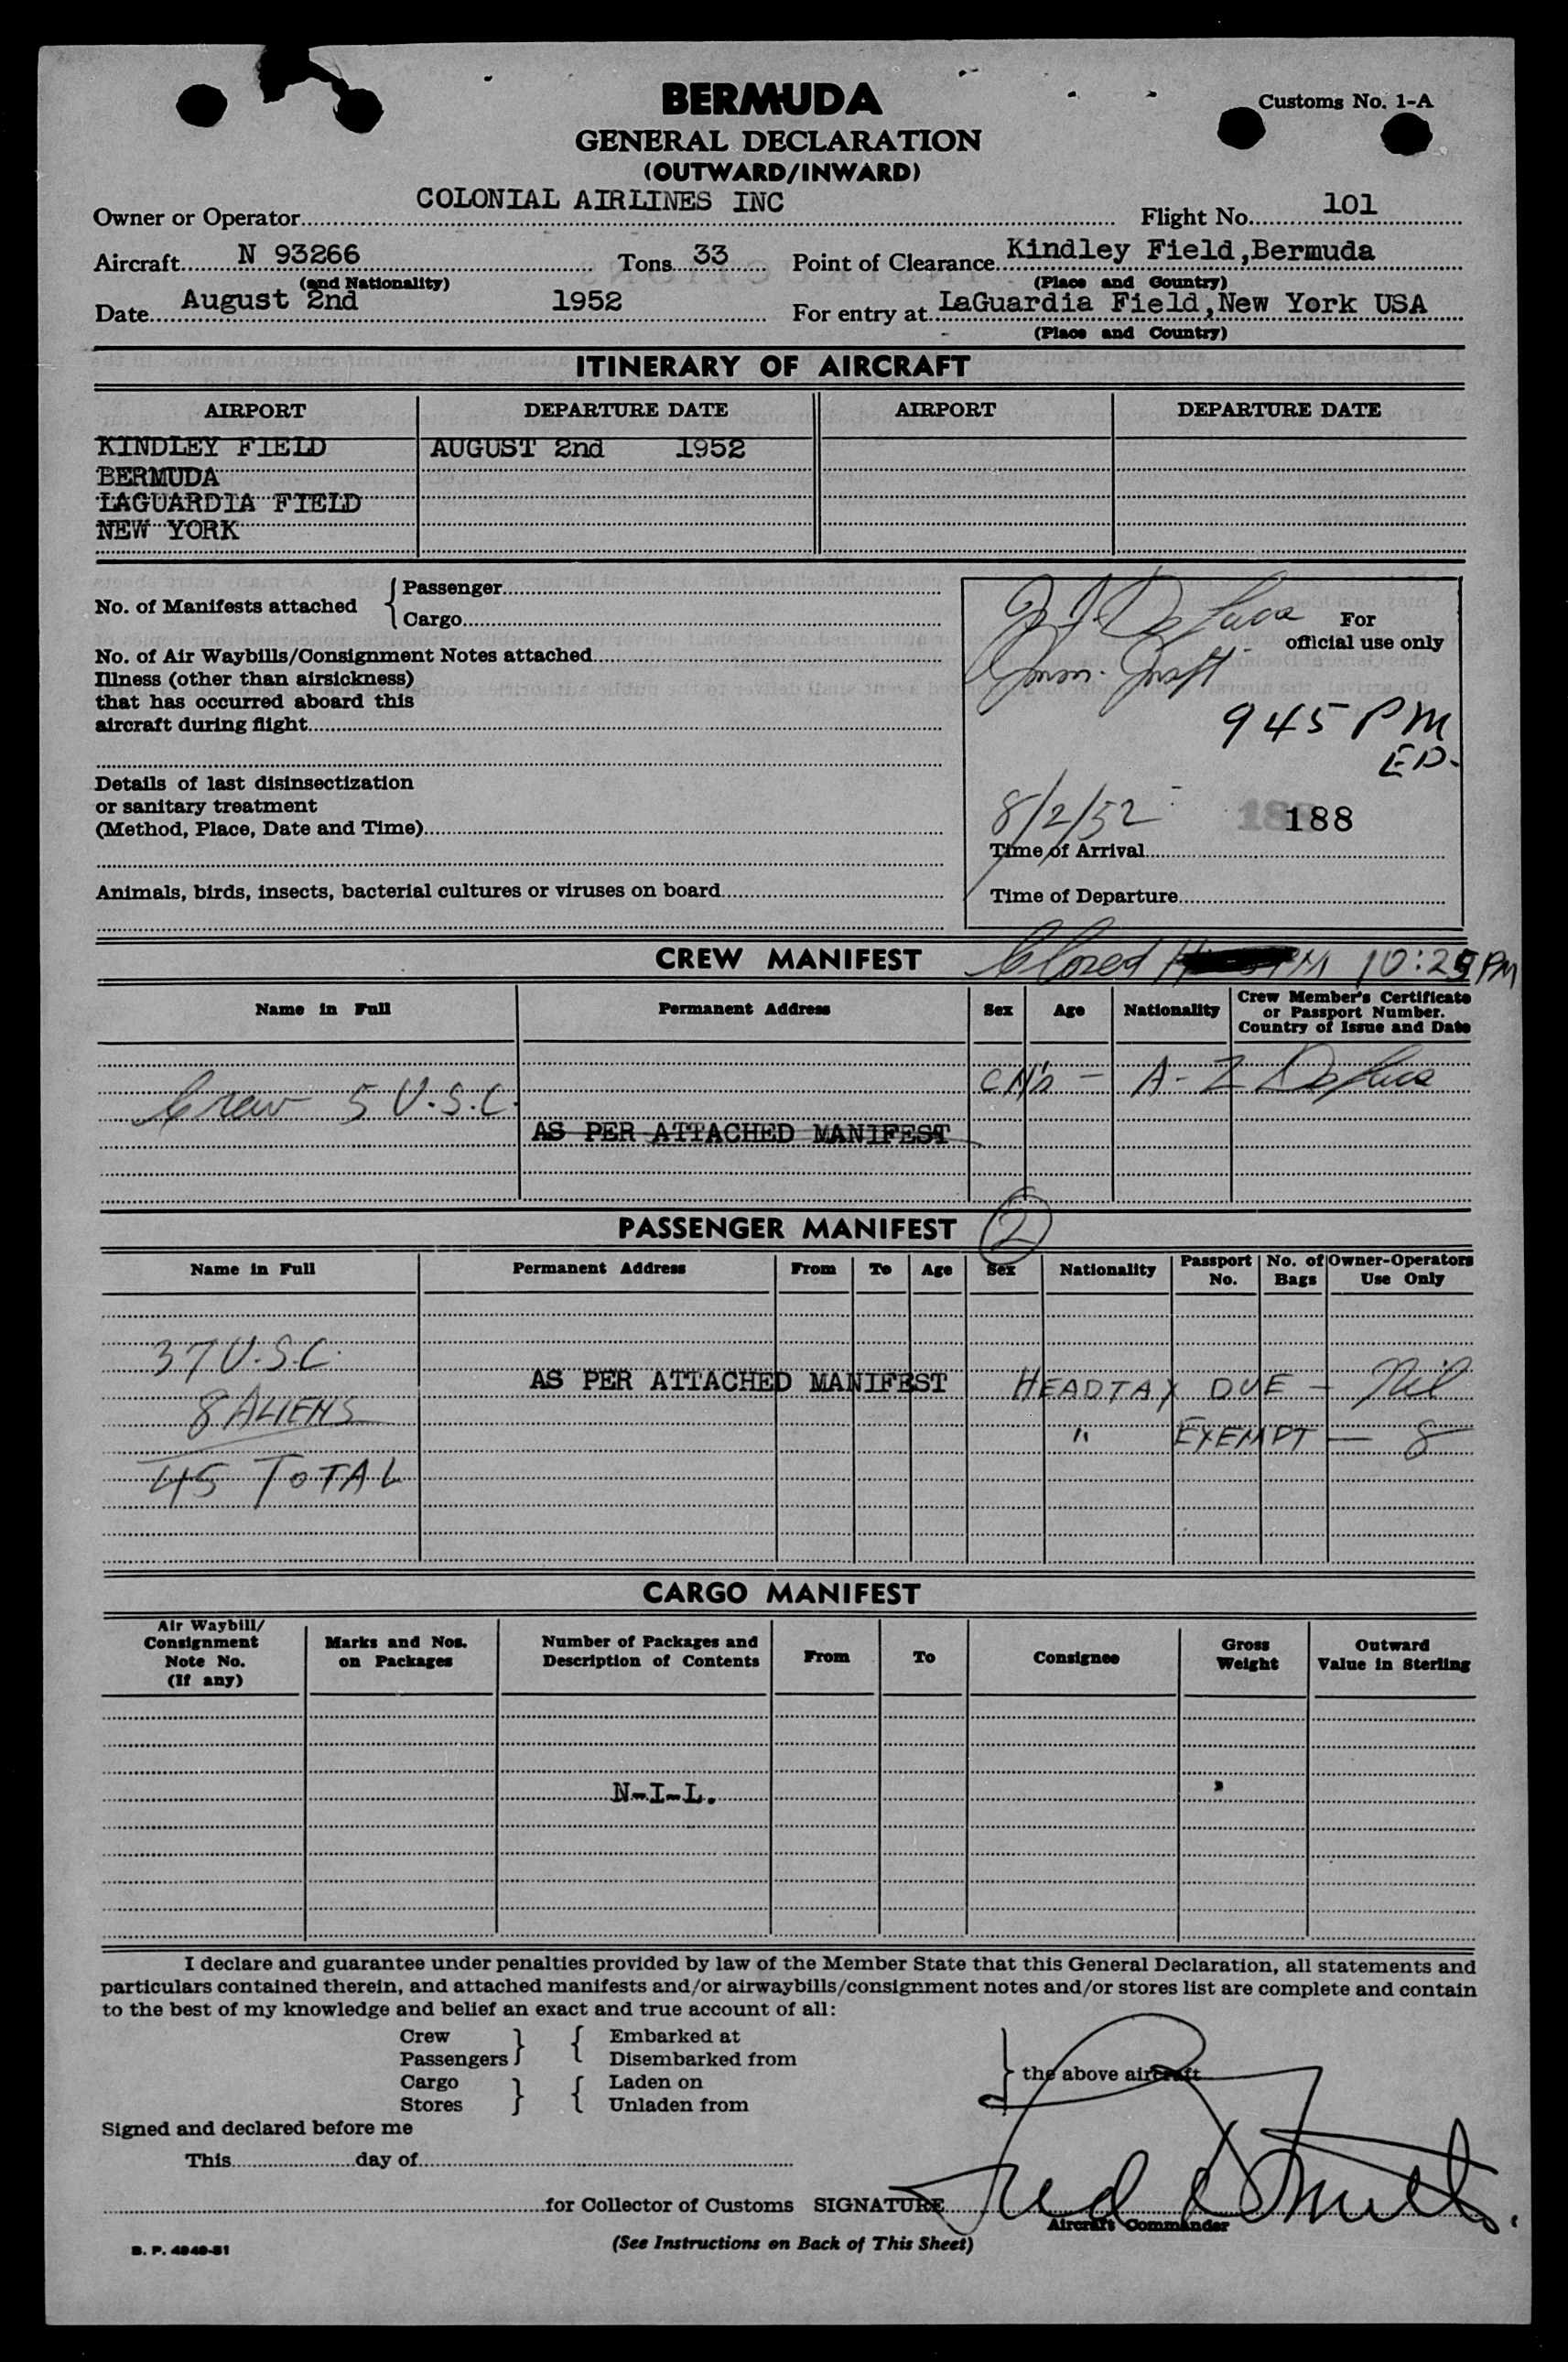 BERMUDA
Customs No. 1-A
GENERAL DECLARATION
(OUTWARD/INWARD)
Owner or Operator COLONIAL AIRLINES INC Flight No. 101
Aircraft N 93266 Tons 33 Point of Clearance Kindley Field,Bermuda
(and Nationality) (Place and Country)
Date August 2nd 1952 For entry at LaGuardia Field,New York USA
(Place and Country)
ITINERARY OF AIRCRAFT
AIRPORT DEPARTURE DATE AIRPORT DEPARTURE DATE
KINDLEY FIELD AUGUST 2nd 1952
BERMUDA
LAGUARDIA FIELD
NEW YORK
No. of Manifests attached { Passenger
Cargo
No. of Air Waybills/Consignment Notes attached
Illness (other than airsickness)
that has occurred aboard this
aircraft during flight
Details of last disinsectization
or sanitary treatment
(Method, Place, Date and Time)
Animals, birds, insects, bacterial cultures or viruses on board
For
official use only
945 PM
ED.
8/2/52 188
Time of Arrival
Time of Departure
CREW MANIFEST Closed PM 10:25 PM
Name in Full Permanent Address Sex Age Nationality Crew Member's Certificate
or Passport Number.
Country of Issue and Date
A-Z
Crew 5 U.S.C.
AS PER ATTACHED MANIFEST
PASSENGER MANIFEST 2
Name in Full Permanent Address From To Age Sex Nationality Passport No. No. of Bags Owner-Operators Use Only
37 U.S.C.
AS PER ATTACHED MANIFEST HEADTAX DUE - Nil
8 ALIENS
" EXEMPT - 8
45 TOTAL
CARGO MANIFEST
Air Waybill/
Consignment
Note No.
(If any)
Marks and Nos.
on Packages
Number of Packages and
Description of Contents
From To Consignee
Gross
Weight
Outward
Value in Sterling
N-I-L.
I declare and guarantee under penalties provided by law of the Member State that this General Declaration, all statements and
particulars contained therein, and attached manifests and/or airwaybills/consignment notes and/or stores list are complete and contain
to the best of my knowledge and belief an exact and true account of all:
Crew } { Embarked at
Passengers Disembarked from
} the above aircraft
Cargo } { Laden on
Stores Unladen from
Signed and declared before me
This day of
for Collector of Customs SIGNATURE
Aircraft Commander
B. P. 4949-51 (See Instructions on Back of This Sheet)